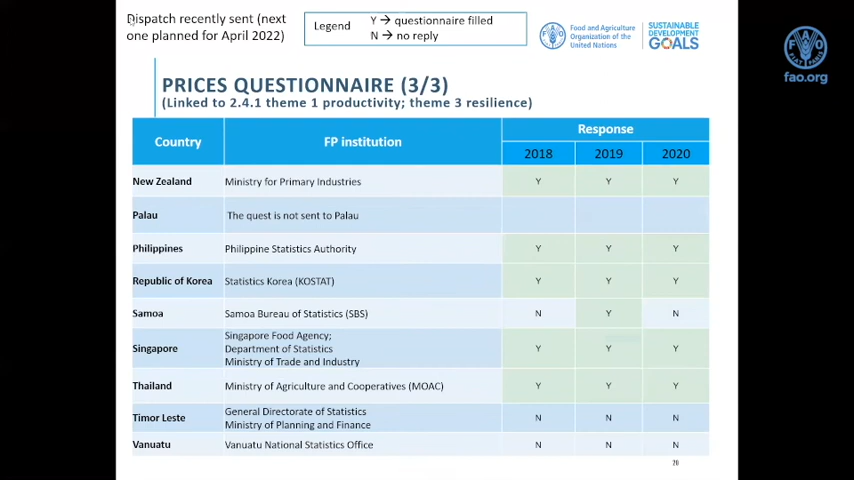 Dispatch recently sent (next
one planned for April 2022)
Legend
Y → questionnaire filled
N → no reply
Food and Agriculture
Organization of the
United Nations
SUSTAINABLE
DEVELOPMENT
GOALS
FAO
FIAT PANIS
fao.org
PRICES QUESTIONNAIRE (3/3)
(Linked to 2.4.1 theme 1 productivity; theme 3 resilience)
Country FP institution Response
2018 2019 2020
New Zealand Ministry for Primary Industries Y Y Y
Palau The quest is not sent to Palau
Philippines Philippine Statistics Authority Y Y Y
Republic of Korea Statistics Korea (KOSTAT) Y Y Y
Samoa Samoa Bureau of Statistics (SBS) N Y N
Singapore Food Agency;
Singapore Department of Statistics Y Y Y
Ministry of Trade and Industry
Thailand Ministry of Agriculture and Cooperatives (MOAC) Y Y Y
General Directorate of Statistics
Timor Leste N N N
Ministry of Planning and Finance
Vanuatu Vanuatu National Statistics Office N N N
20